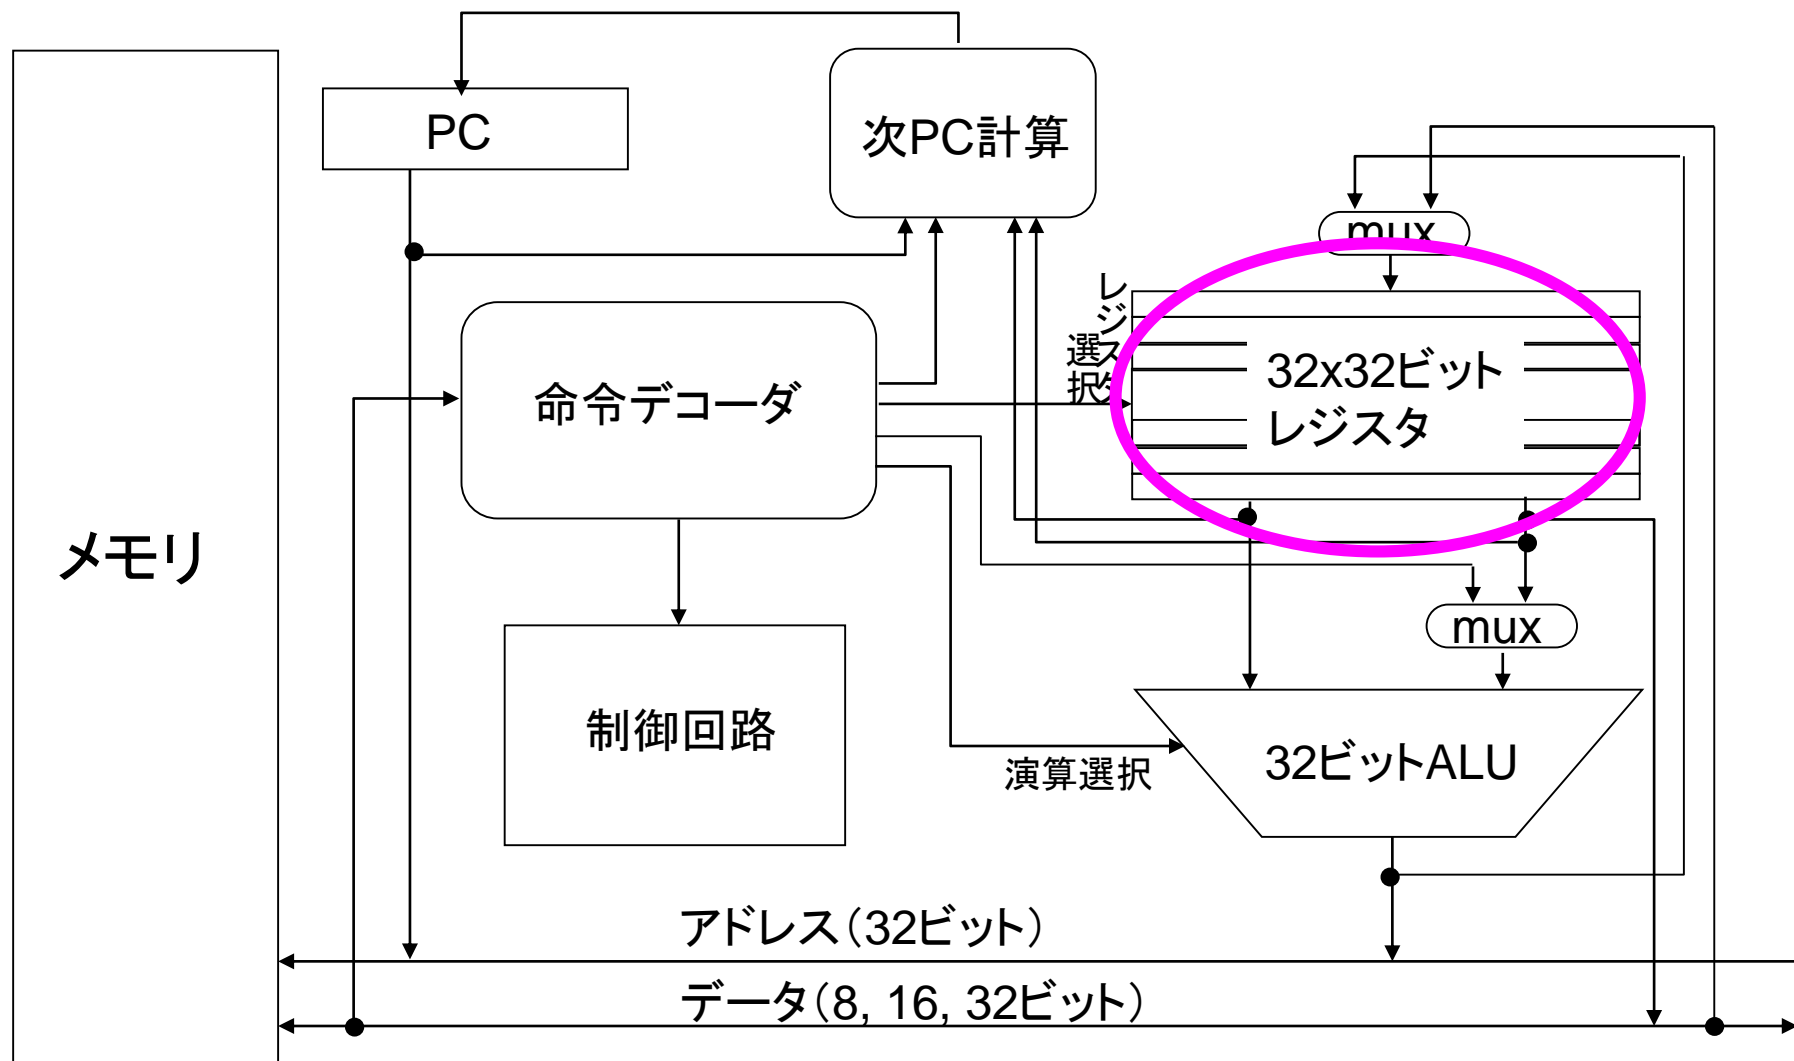 PC
次PC計算
mux
レジスタ
選択
32x32ビット
レジスタ
命令デコーダ
メモリ
mux
制御回路
演算選択
32ビットALU
アドレス（32ビット）
データ（8, 16, 32ビット）